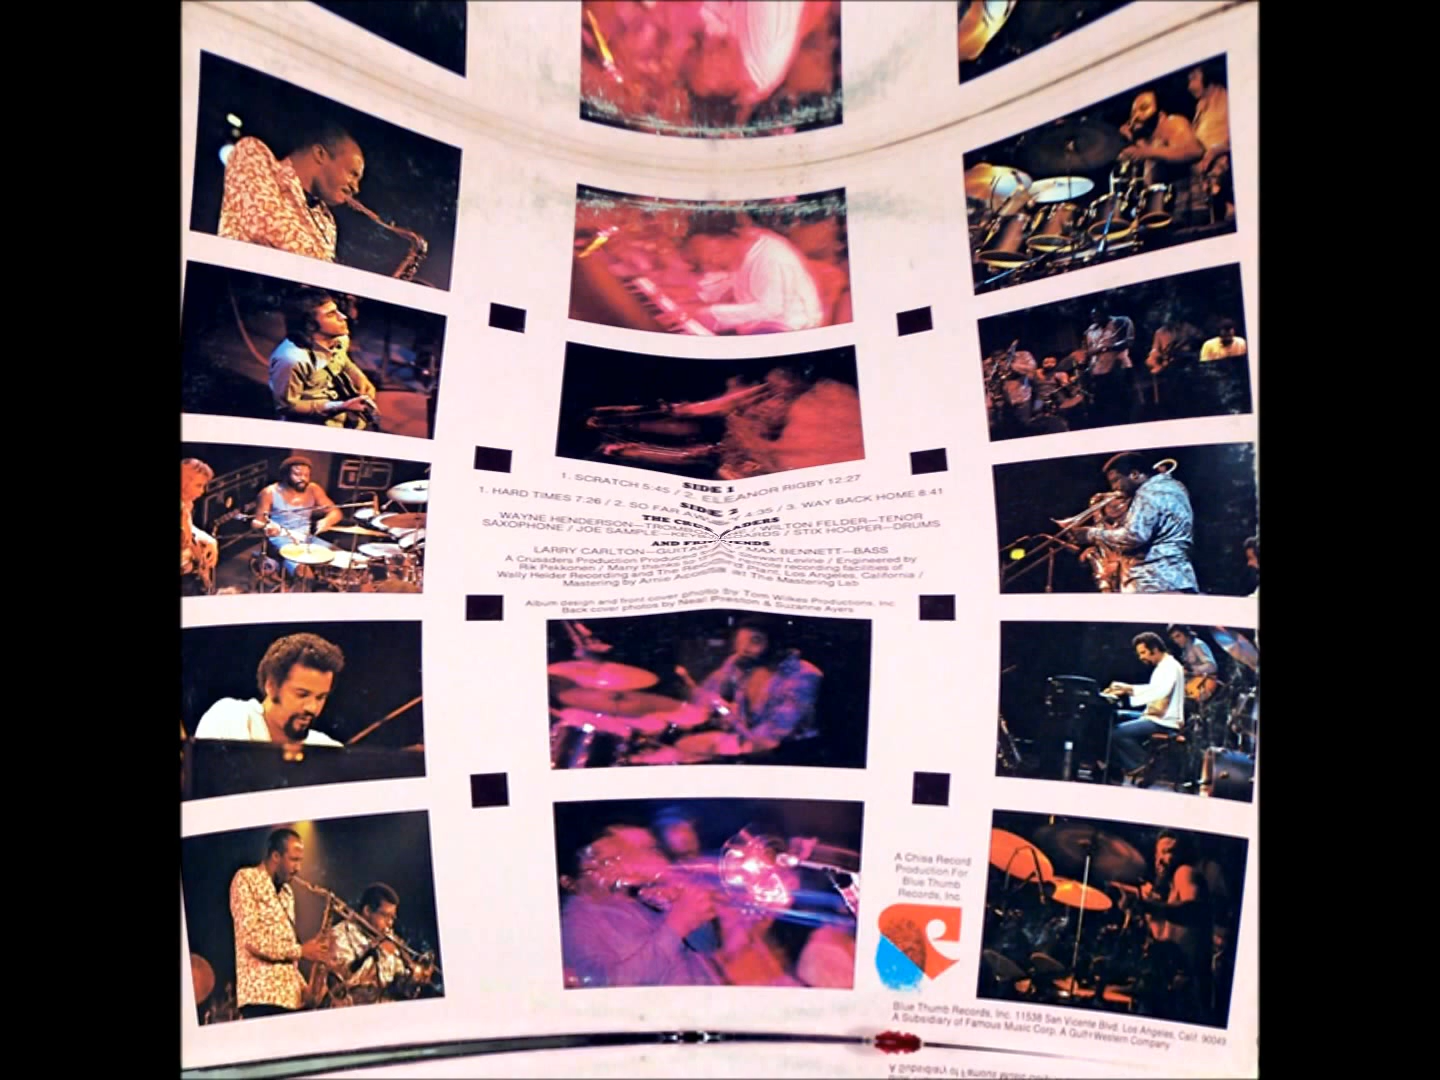 SIDE 1
1. SCRATCH 5:45 / 2. ELEANOR RIGBY 12:27
SIDE 2
1. HARD TIMES 7:26 / 2. SO FAR AWAY 4:35 / 3. WAY BACK HOME 8:41
THE CRUSADERS
WAYNE HENDERSON—TROMBONE / WILTON FELDER—TENOR
SAXOPHONE / JOE SAMPLE—KEYBOARDS / STIX HOOPER—DRUMS
AND FRIENDS
LARRY CARLTON—GUITAR / MAX BENNETT—BASS
A Crusaders Production Produced Stewart Levine / Engineered by
Rik Pekkonen / Many thanks to remote recording facilities of
Wally Heider Recording and The Record Plant, Los Angeles, California /
Mastering by Arnie Acosta at The Mastering Lab
Album design and front cover photo by Tom Wilkes Productions, Inc.
Back cover photos by Neal Preston & Suzanne Ayers
A Chisa Record
Production For
Blue Thumb
Records, Inc.
Blue Thumb Records, Inc. 11538 San Vicente Blvd. Los Angeles, Calif. 90049
A Subsidiary of Famous Music Corp. A Gulf+Western Company